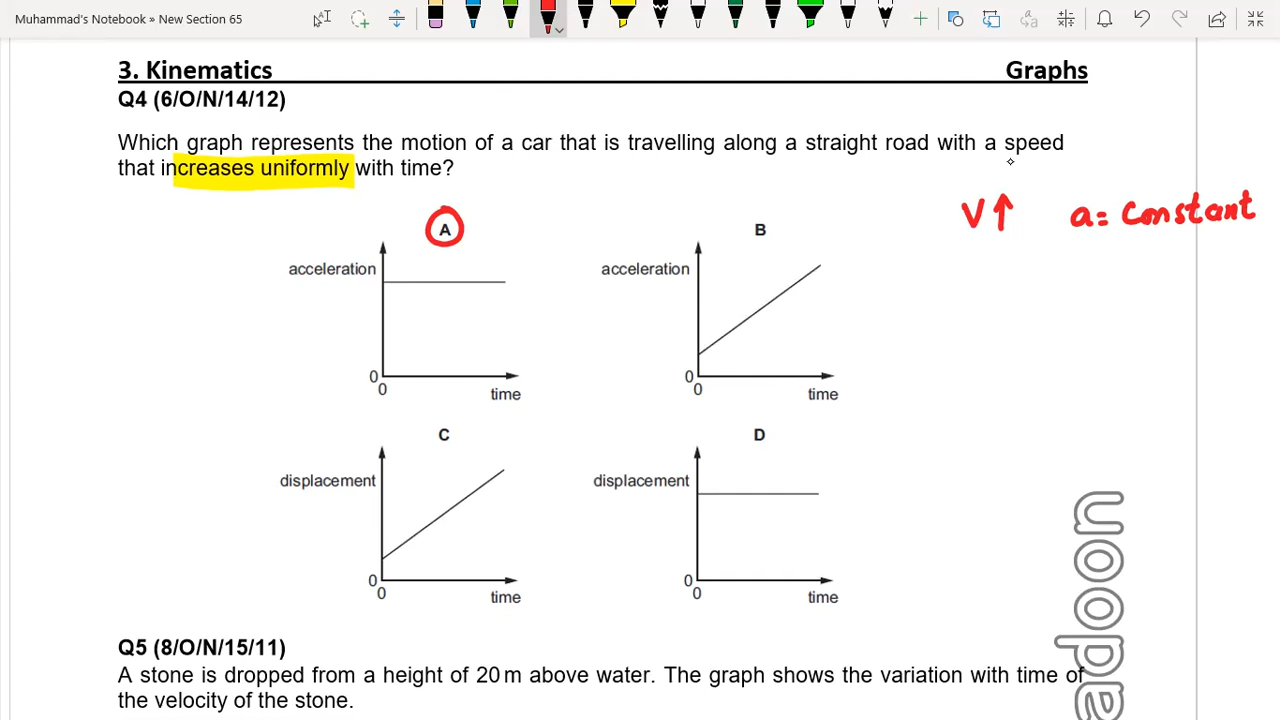 Muhammad's Notebook » New Section 65
3. Kinematics Graphs
Q4 (6/O/N/14/12)
Which graph represents the motion of a car that is travelling along a straight road with a speed
that increases uniformly with time?
V↑ a = Constant
A B
acceleration acceleration
0 0
0 0
time time
C D
displacement displacement
0 0
0 0
time time
adoon
Q5 (8/O/N/15/11)
A stone is dropped from a height of 20 m above water. The graph shows the variation with time of
the velocity of the stone.